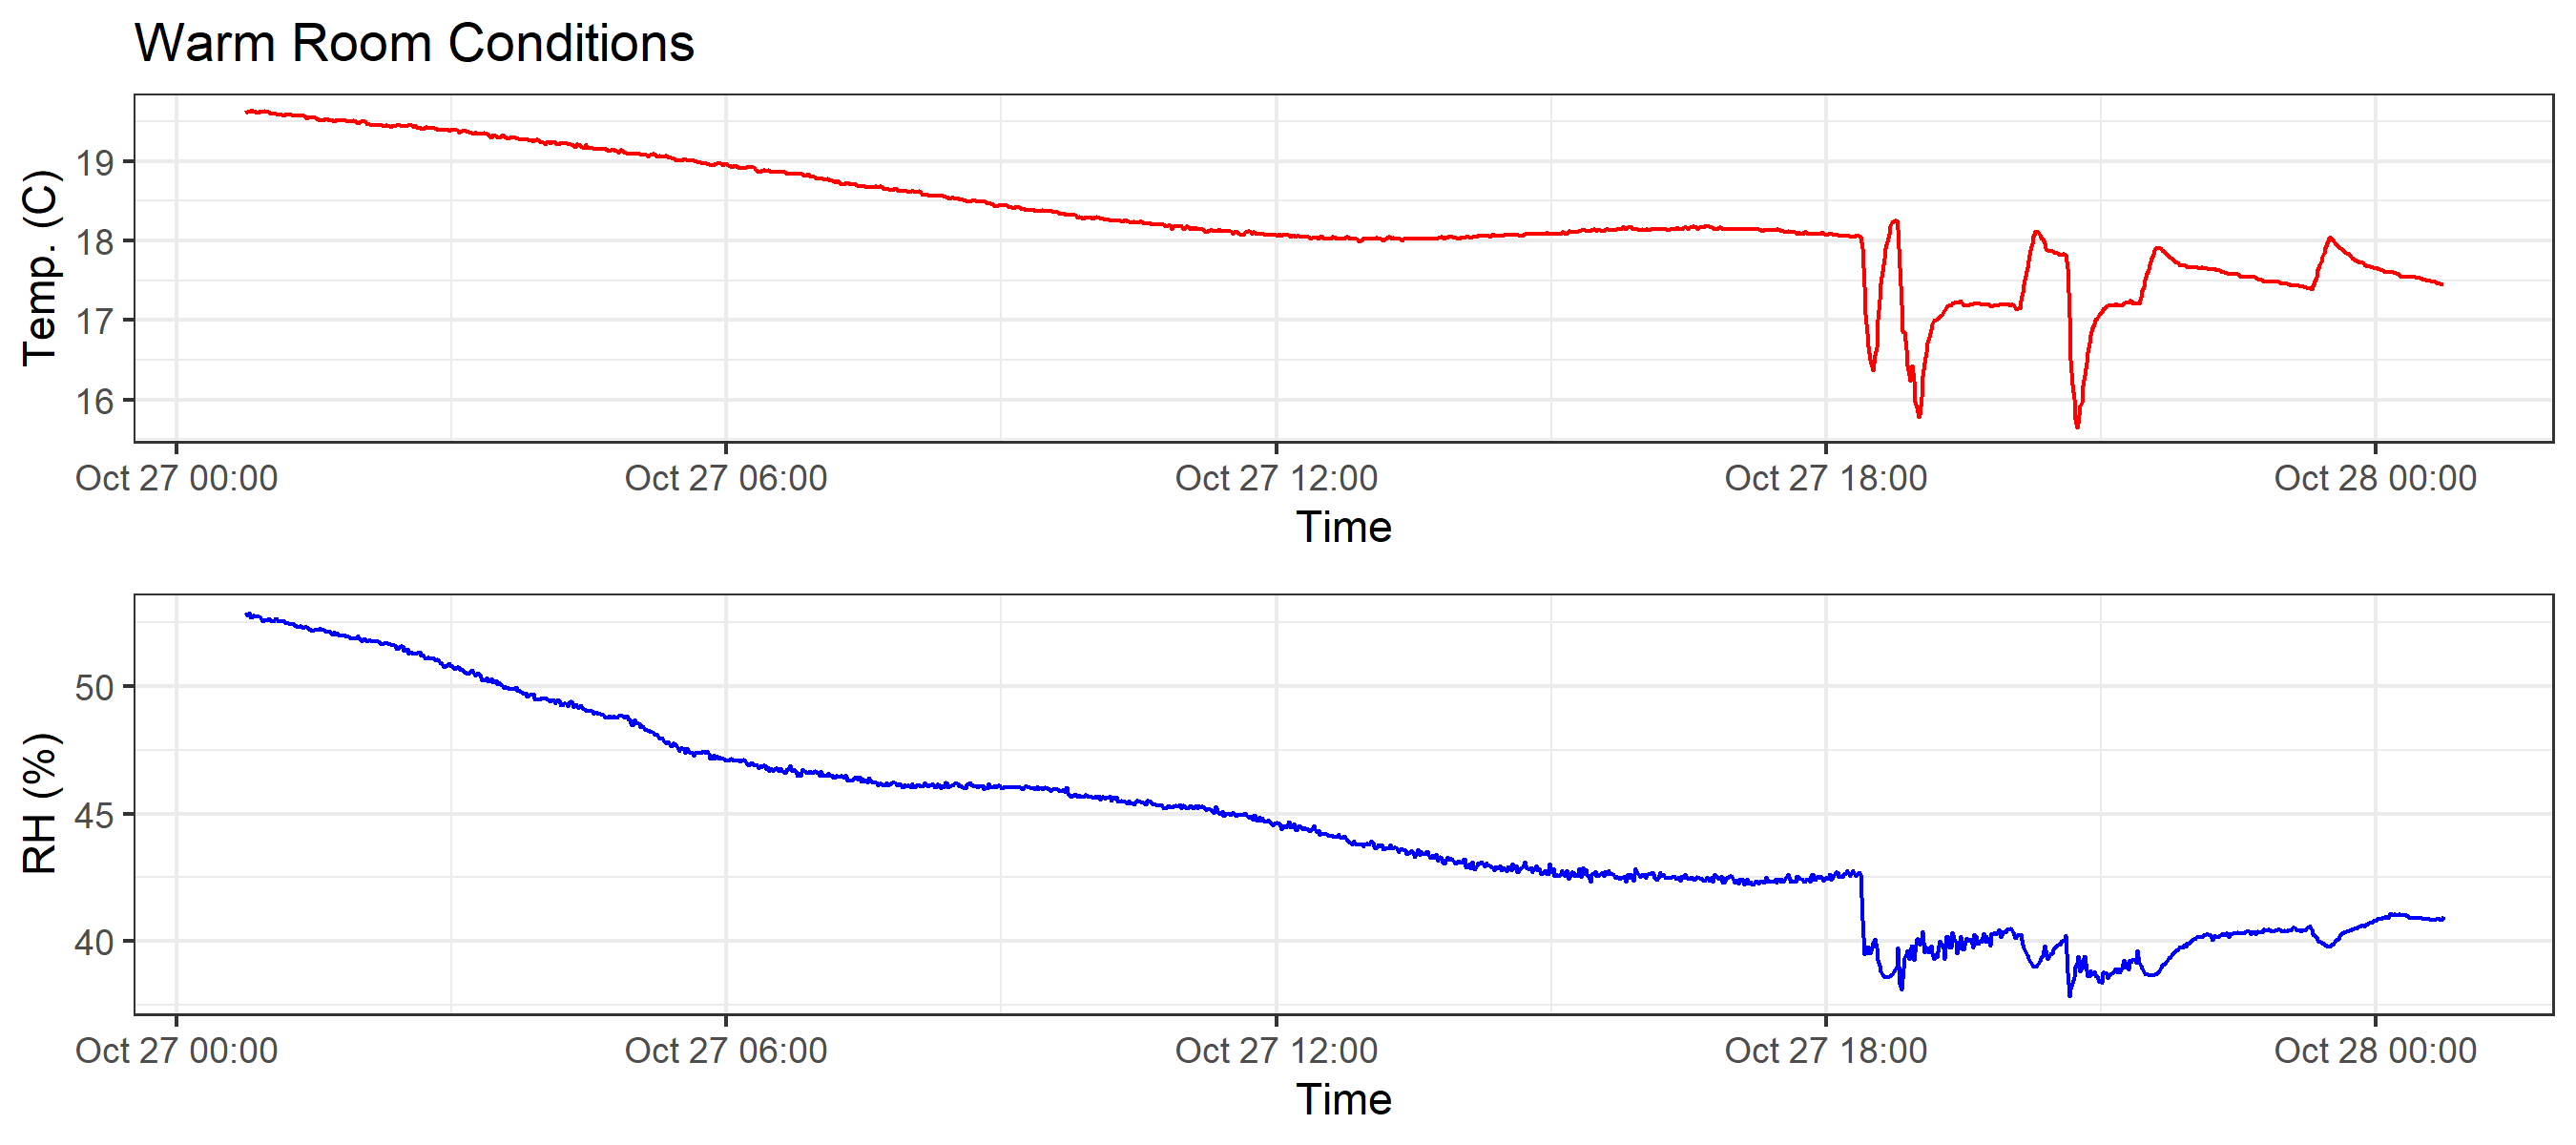 Warm Room Conditions
Temp. (C)
19
18
17
16
Oct 27 00:00 Oct 27 06:00 Oct 27 12:00 Oct 27 18:00 Oct 28 00:00
Time
RH (%)
50
45
40
Oct 27 00:00 Oct 27 06:00 Oct 27 12:00 Oct 27 18:00 Oct 28 00:00
Time